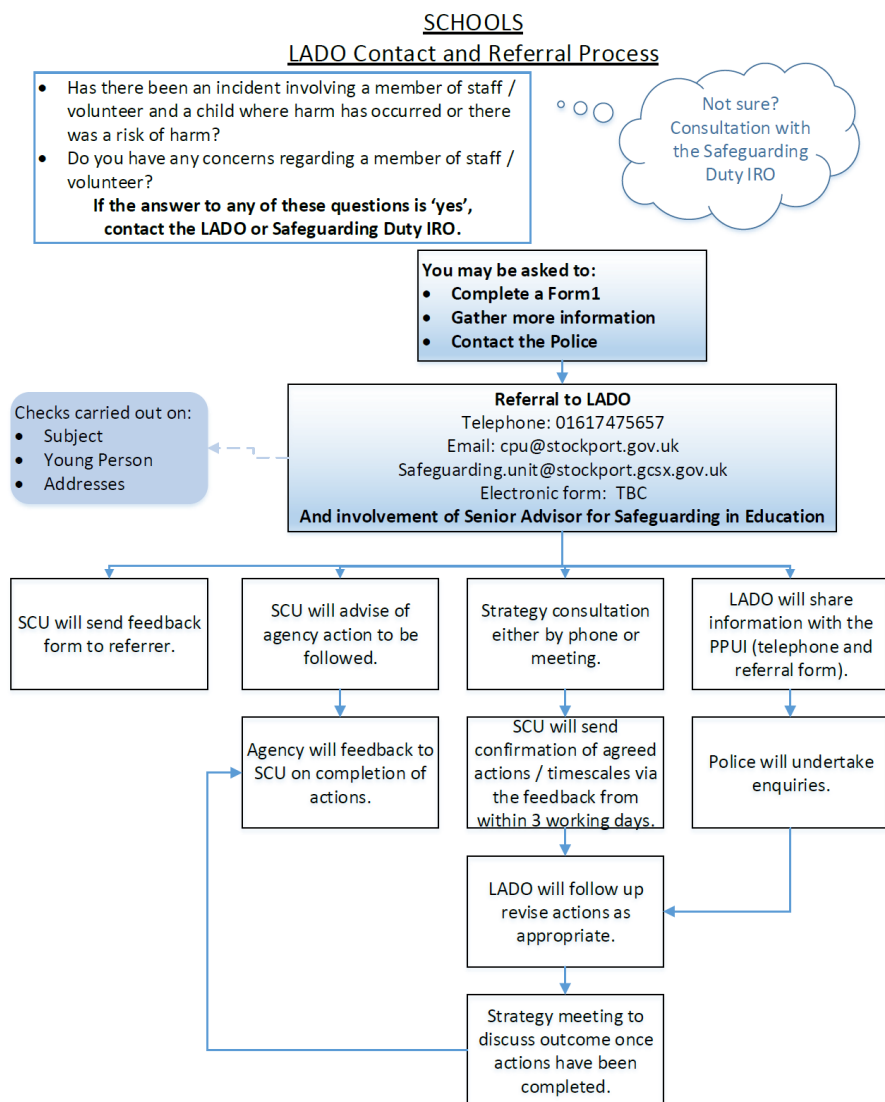 SCHOOLS
LADO Contact and Referral Process
• Has there been an incident involving a member of staff /
volunteer and a child where harm has occurred or there
was a risk of harm?
• Do you have any concerns regarding a member of staff /
volunteer?
If the answer to any of these questions is ‘yes’,
contact the LADO or Safeguarding Duty IRO.
Not sure?
Consultation with
the Safeguarding
Duty IRO
You may be asked to:
• Complete a Form1
• Gather more information
• Contact the Police
Checks carried out on:
• Subject
• Young Person
• Addresses
Referral to LADO
Telephone: 01617475657
Email: cpu@stockport.gov.uk
Safeguarding.unit@stockport.gcsx.gov.uk
Electronic form: TBC
And involvement of Senior Advisor for Safeguarding in Education
SCU will send feedback
form to referrer.
SCU will advise of
agency action to be
followed.
Strategy consultation
either by phone or
meeting.
LADO will share
information with the
PPUI (telephone and
referral form).
Agency will feedback to
SCU on completion of
actions.
SCU will send
confirmation of agreed
actions / timescales via
the feedback from
within 3 working days.
Police will undertake
enquiries.
LADO will follow up
revise actions as
appropriate.
Strategy meeting to
discuss outcome once
actions have been
completed.